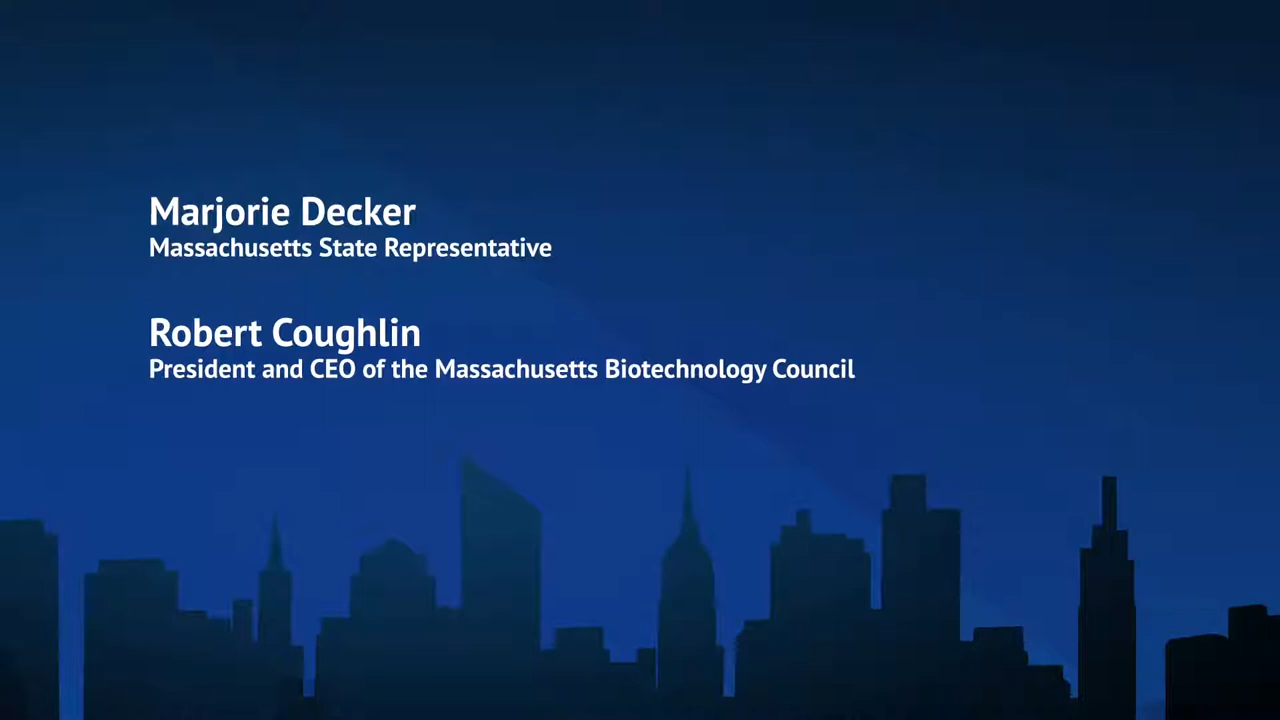 Marjorie Decker
Massachusetts State Representative
Robert Coughlin
President and CEO of the Massachusetts Biotechnology Council